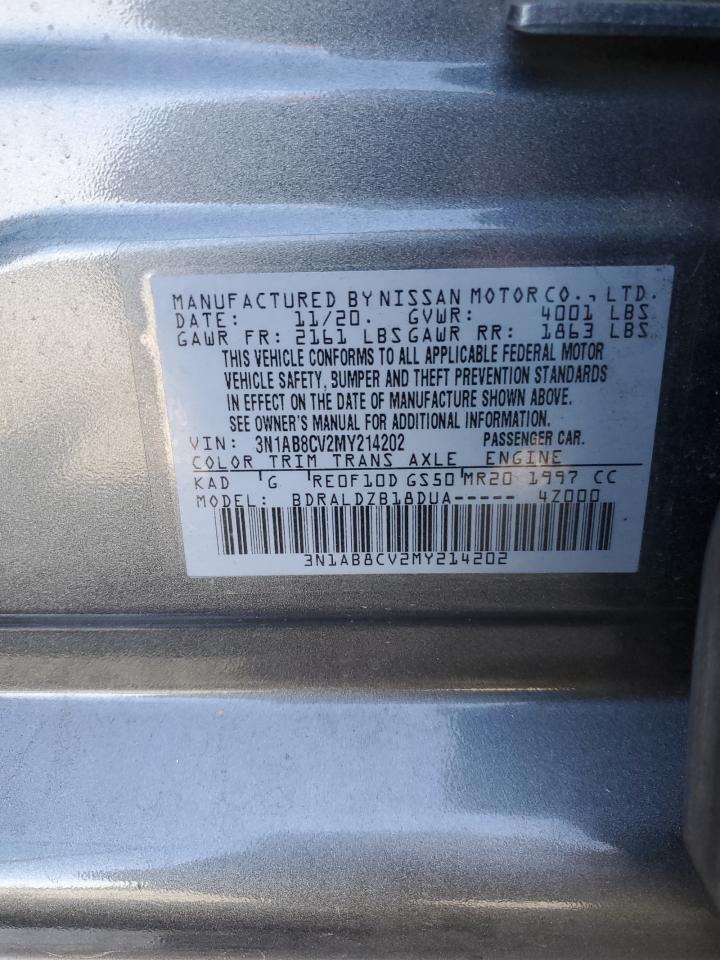 MANUFACTURED BY NISSAN MOTOR CO., LTD.
DATE: 11/20. GVWR: 4001 LBS
GAWR FR: 2161 LBS GAWR RR: 1863 LBS
THIS VEHICLE CONFORMS TO ALL APPLICABLE FEDERAL MOTOR
VEHICLE SAFETY, BUMPER AND THEFT PREVENTION STANDARDS
IN EFFECT ON THE DATE OF MANUFACTURE SHOWN ABOVE.
SEE OWNER'S MANUAL FOR ADDITIONAL INFORMATION.
VIN: 3N1AB8CV2MY214202 PASSENGER CAR.
COLOR TRIM TRANS AXLE ENGINE
KAD G RE0F10D GS50 MR20 1997 CC
MODEL: BDRALDZB18DUA----- 4Z000
3N1AB8CV2MY214202